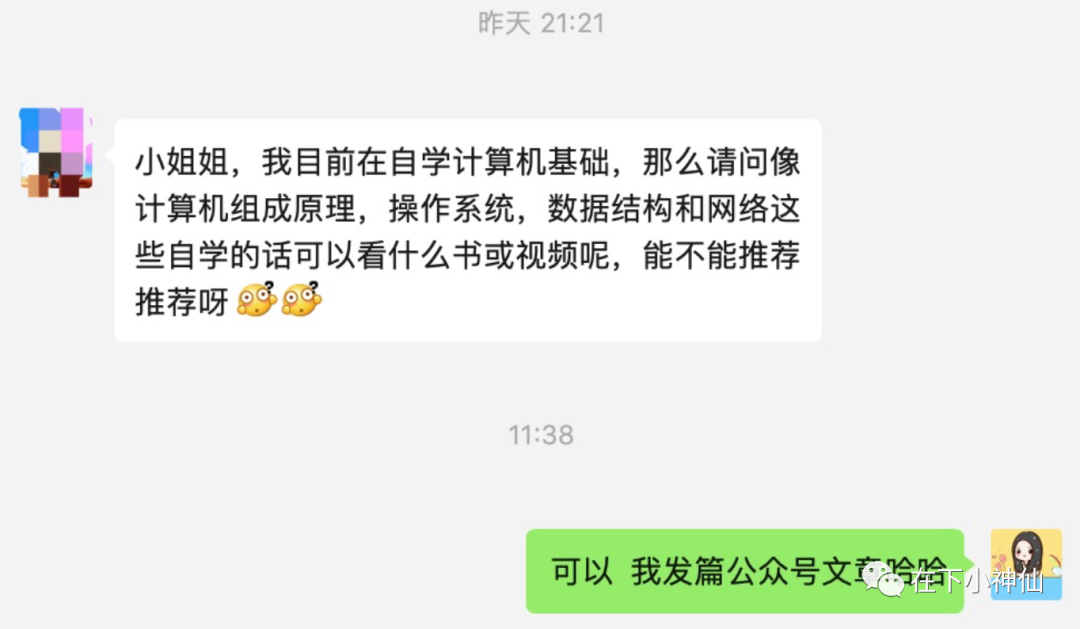 昨天 21:21
小姐姐，我目前在自学计算机基础，那么请问像
计算机组成原理，操作系统，数据结构和网络这
些自学的话可以看什么书或视频呢，能不能推荐
推荐呀
11:38
可以 我发篇公众号文章哈哈
在下小神仙